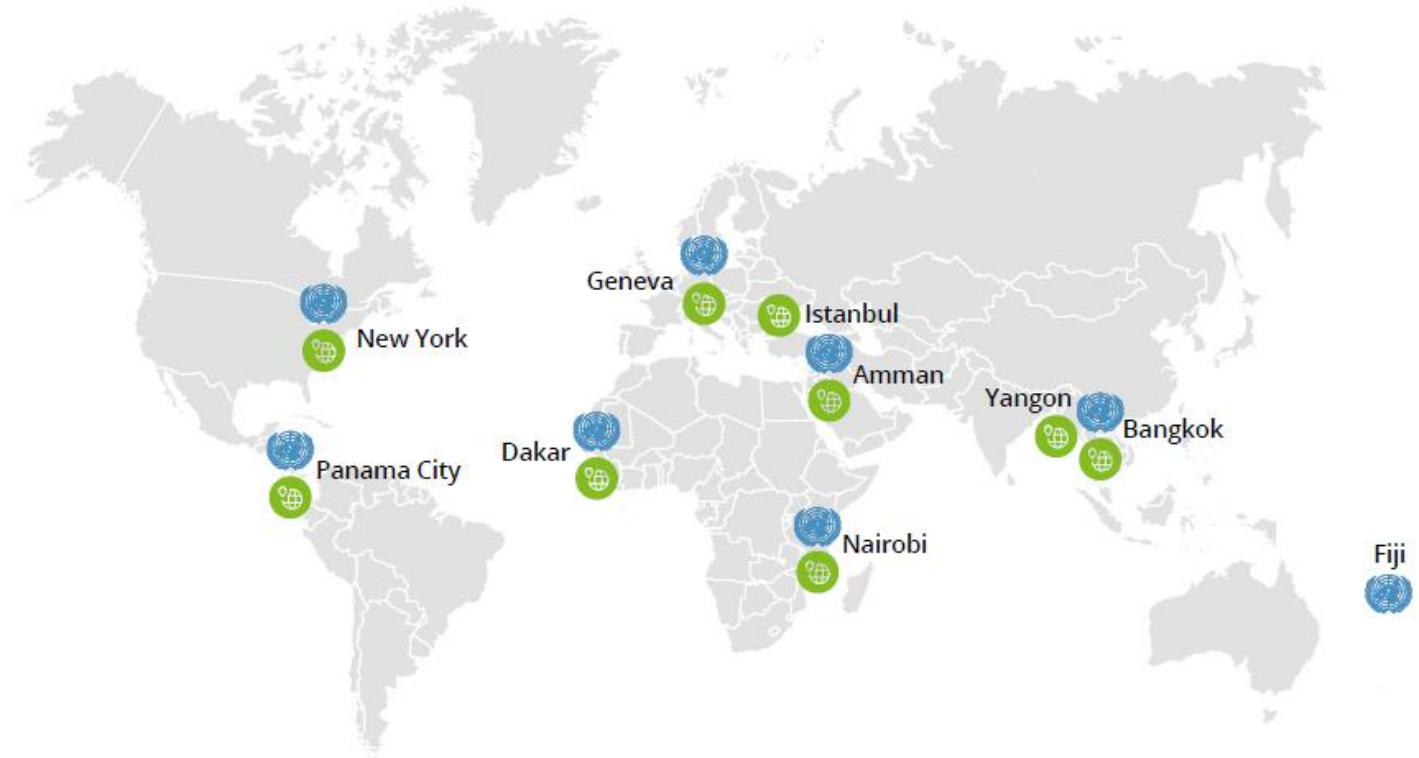 Geneva
Istanbul
New York
Amman
Yangon
Bangkok
Dakar
Panama City
Nairobi
Fiji